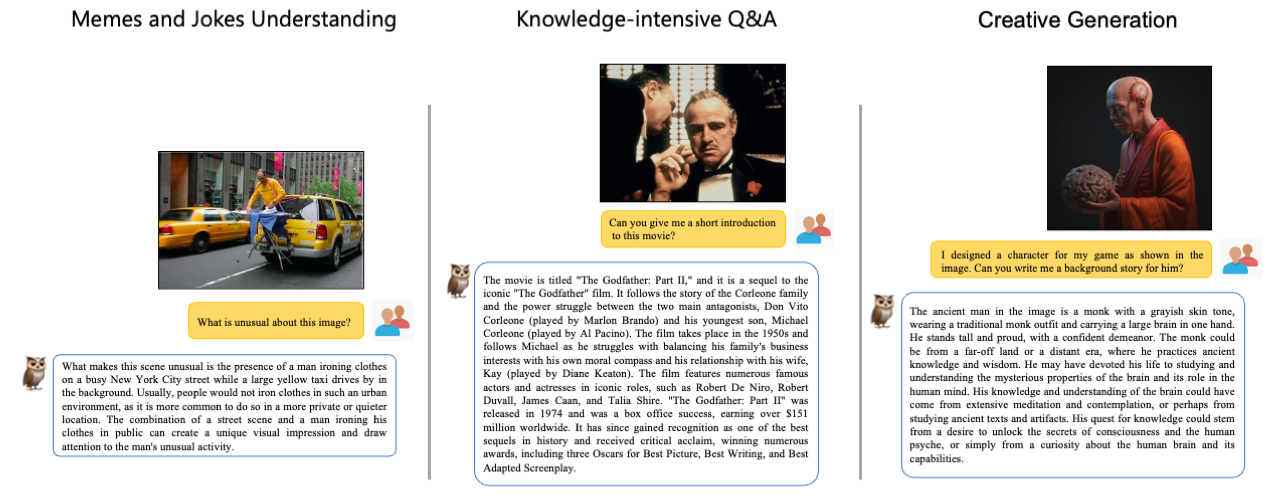 Memes and Jokes Understanding
What is unusual about this image?
What makes this scene unusual is the presence of a man ironing clothes
on a busy New York City street while a large yellow taxi drives by in
the background. Usually, people would not iron clothes in such an urban
environment, as it is more common to do so in a more private or quieter
location. The combination of a street scene and a man ironing his
clothes in public can create a unique visual impression and draw
attention to the man's unusual activity.
Knowledge-intensive Q&A
Can you give me a short introduction
to this movie?
The movie is titled "The Godfather: Part II," and it is a sequel to the
iconic "The Godfather" film. It follows the story of the Corleone family
and the power struggle between the two main antagonists, Don Vito
Corleone (played by Marlon Brando) and his youngest son, Michael
Corleone (played by Al Pacino). The film takes place in the 1950s and
follows Michael as he struggles with balancing his family's business
interests with his own moral compass and his relationship with his wife,
Kay (played by Diane Keaton). The film features numerous famous
actors and actresses in iconic roles, such as Robert De Niro, Robert
Duvall, James Caan, and Talia Shire. "The Godfather: Part II" was
released in 1974 and was a box office success, earning over $151
million worldwide. It has since gained recognition as one of the best
sequels in history and received critical acclaim, winning numerous
awards, including three Oscars for Best Picture, Best Writing, and Best
Adapted Screenplay.
Creative Generation
I designed a character for my game as shown in the
image. Can you write me a background story for him?
The ancient man in the image is a monk with a grayish skin tone,
wearing a traditional monk outfit and carrying a large brain in one hand.
He stands tall and proud, with a confident demeanor. The monk could
be from a far-off land or a distant era, where he practices ancient
knowledge and wisdom. He may have devoted his life to studying and
understanding the mysterious properties of the brain and its role in the
human mind. His knowledge and understanding of the brain could have
come from extensive meditation and contemplation, or perhaps from
studying ancient texts and artifacts. His quest for knowledge could stem
from a desire to unlock the secrets of consciousness and the human
psyche, or simply from a curiosity about the human brain and its
capabilities.